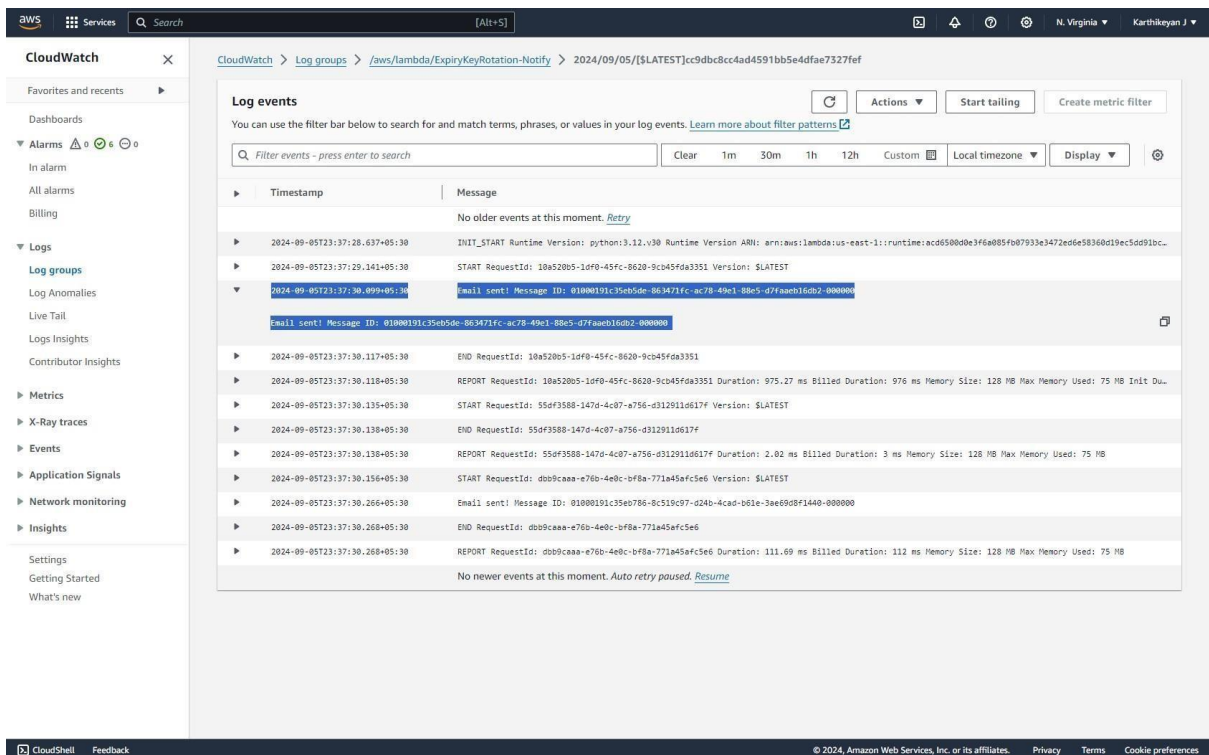 aws Services Search [Alt+S] N. Virginia ▼ Karthikeyan J ▼
CloudWatch
Favorites and recents
Dashboards
Alarms 0 6 0
In alarm
All alarms
Billing
Logs
Log groups
Log Anomalies
Live Tail
Logs Insights
Contributor Insights
Metrics
X-Ray traces
Events
Application Signals
Network monitoring
Insights
Settings
Getting Started
What's new
CloudWatch > Log groups > /aws/lambda/ExpiryKeyRotation-Notify > 2024/09/05/[$LATEST]cc9dbc8cc4ad4591bb5e4dfae7327fef
Log events
Actions ▼ Start tailing Create metric filter
You can use the filter bar below to search for and match terms, phrases, or values in your log events. Learn more about filter patterns
Filter events - press enter to search Clear 1m 30m 1h 12h Custom Local timezone ▼ Display ▼
Timestamp Message
No older events at this moment. Retry
2024-09-05T23:37:28.637+05:30 INIT_START Runtime Version: python:3.12.v30 Runtime Version ARN: arn:aws:lambda:us-east-1::runtime:acd6500d0e3f6a085fb07933e3472ed6e58360d19ec5dd91bc…
2024-09-05T23:37:29.141+05:30 START RequestId: 10a520b5-1df0-45fc-8620-9cb45fda3351 Version: $LATEST
2024-09-05T23:37:30.099+05:30 Email sent! Message ID: 01000191c35eb5de-863471fc-ac78-49e1-88e5-d7faaeb16db2-000000
Email sent! Message ID: 01000191c35eb5de-863471fc-ac78-49e1-88e5-d7faaeb16db2-000000
2024-09-05T23:37:30.117+05:30 END RequestId: 10a520b5-1df0-45fc-8620-9cb45fda3351
2024-09-05T23:37:30.118+05:30 REPORT RequestId: 10a520b5-1df0-45fc-8620-9cb45fda3351 Duration: 975.27 ms Billed Duration: 976 ms Memory Size: 128 MB Max Memory Used: 75 MB Init Du…
2024-09-05T23:37:30.135+05:30 START RequestId: 55df3588-147d-4c07-a756-d312911d617f Version: $LATEST
2024-09-05T23:37:30.138+05:30 END RequestId: 55df3588-147d-4c07-a756-d312911d617f
2024-09-05T23:37:30.138+05:30 REPORT RequestId: 55df3588-147d-4c07-a756-d312911d617f Duration: 2.02 ms Billed Duration: 3 ms Memory Size: 128 MB Max Memory Used: 75 MB
2024-09-05T23:37:30.156+05:30 START RequestId: dbb9caaa-e76b-4e0c-bf8a-771a45afc5e6 Version: $LATEST
2024-09-05T23:37:30.266+05:30 Email sent! Message ID: 01000191c35eb786-8c519c97-d24b-4cad-b61e-3ae69d8f1440-000000
2024-09-05T23:37:30.268+05:30 END RequestId: dbb9caaa-e76b-4e0c-bf8a-771a45afc5e6
2024-09-05T23:37:30.268+05:30 REPORT RequestId: dbb9caaa-e76b-4e0c-bf8a-771a45afc5e6 Duration: 111.69 ms Billed Duration: 112 ms Memory Size: 128 MB Max Memory Used: 75 MB
No newer events at this moment. Auto retry paused. Resume
CloudShell Feedback © 2024, Amazon Web Services, Inc. or its affiliates. Privacy Terms Cookie preferences